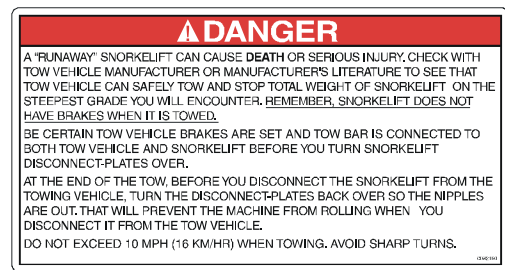 DANGER
A "RUNAWAY" SNORKELIFT CAN CAUSE DEATH OR SERIOUS INJURY. CHECK WITH
TOW VEHICLE MANUFACTURER OR MANUFACTURER'S LITERATURE TO SEE THAT
TOW VEHICLE CAN SAFELY TOW AND STOP TOTAL WEIGHT OF SNORKELIFT ON THE
STEEPEST GRADE YOU WILL ENCOUNTER. REMEMBER, SNORKELIFT DOES NOT
HAVE BRAKES WHEN IT IS TOWED.
BE CERTAIN TOW VEHICLE BRAKES ARE SET AND TOW BAR IS CONNECTED TO
BOTH TOW VEHICLE AND SNORKELIFT BEFORE YOU TURN SNORKELIFT
DISCONNECT-PLATES OVER.
AT THE END OF THE TOW, BEFORE YOU DISCONNECT THE SNORKELIFT FROM THE
TOWING VEHICLE, TURN THE DISCONNECT-PLATES BACK OVER SO THE NIPPLES
ARE OUT. THAT WILL PREVENT THE MACHINE FROM ROLLING WHEN YOU
DISCONNECT IT FROM THE TOW VEHICLE.
DO NOT EXCEED 10 MPH (16 KM/HR) WHEN TOWING. AVOID SHARP TURNS.